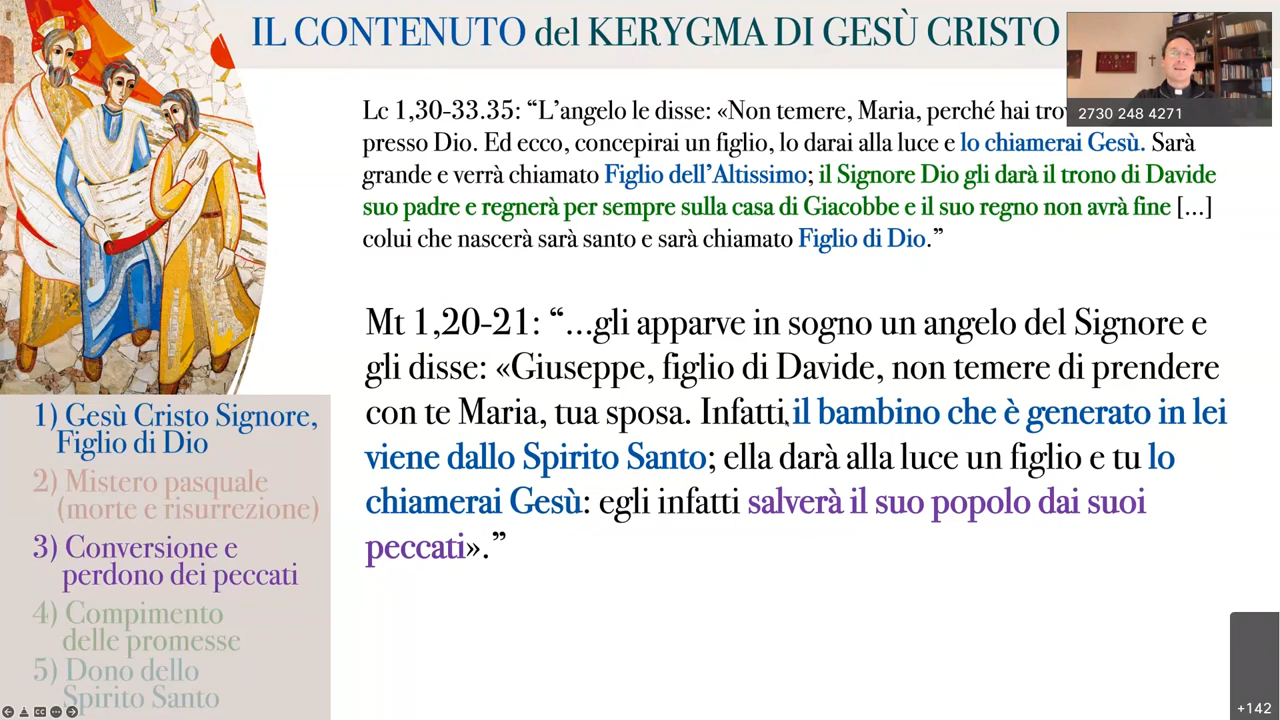 IL CONTENUTO del KERYGMA DI GESÙ CRISTO
2730 248 4271
Lc 1,30-33.35: “L’angelo le disse: «Non temere, Maria, perché hai
presso Dio. Ed ecco, concepirai un figlio, lo darai alla luce e lo chiamerai Gesù. Sarà
grande e verrà chiamato Figlio dell’Altissimo; il Signore Dio gli darà il trono di Davide
suo padre e regnerà per sempre sulla casa di Giacobbe e il suo regno non avrà fine [...]
colui che nascerà sarà santo e sarà chiamato Figlio di Dio.”
Mt 1,20-21: “...gli apparve in sogno un angelo del Signore e
gli disse: «Giuseppe, figlio di Davide, non temere di prendere
con te Maria, tua sposa. Infatti il bambino che è generato in lei
viene dallo Spirito Santo; ella darà alla luce un figlio e tu lo
chiamerai Gesù: egli infatti salverà il suo popolo dai suoi
peccati».”
1) Gesù Cristo Signore,
Figlio di Dio
2) Mistero pasquale
(morte e risurrezione)
3) Conversione e
perdono dei peccati
4) Compimento
delle promesse
5) Dono dello
Spirito Santo
+142